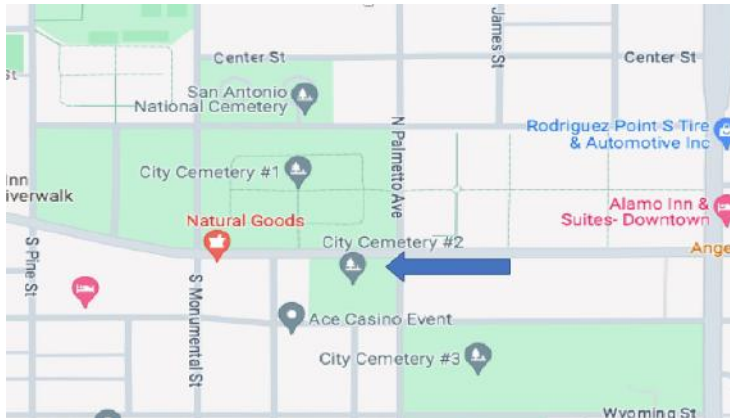 Center St
James St
Center St
San Antonio
National Cemetery
N Palmetto Ave
Rodriguez Point S Tire
& Automotive Inc
City Cemetery #1
Inn
iverwalk
Alamo Inn &
Suites- Downtown
Natural Goods
City Cemetery #2
Ange
S Pine St
S Monumental St
Ace Casino Event
City Cemetery #3
Wyoming St